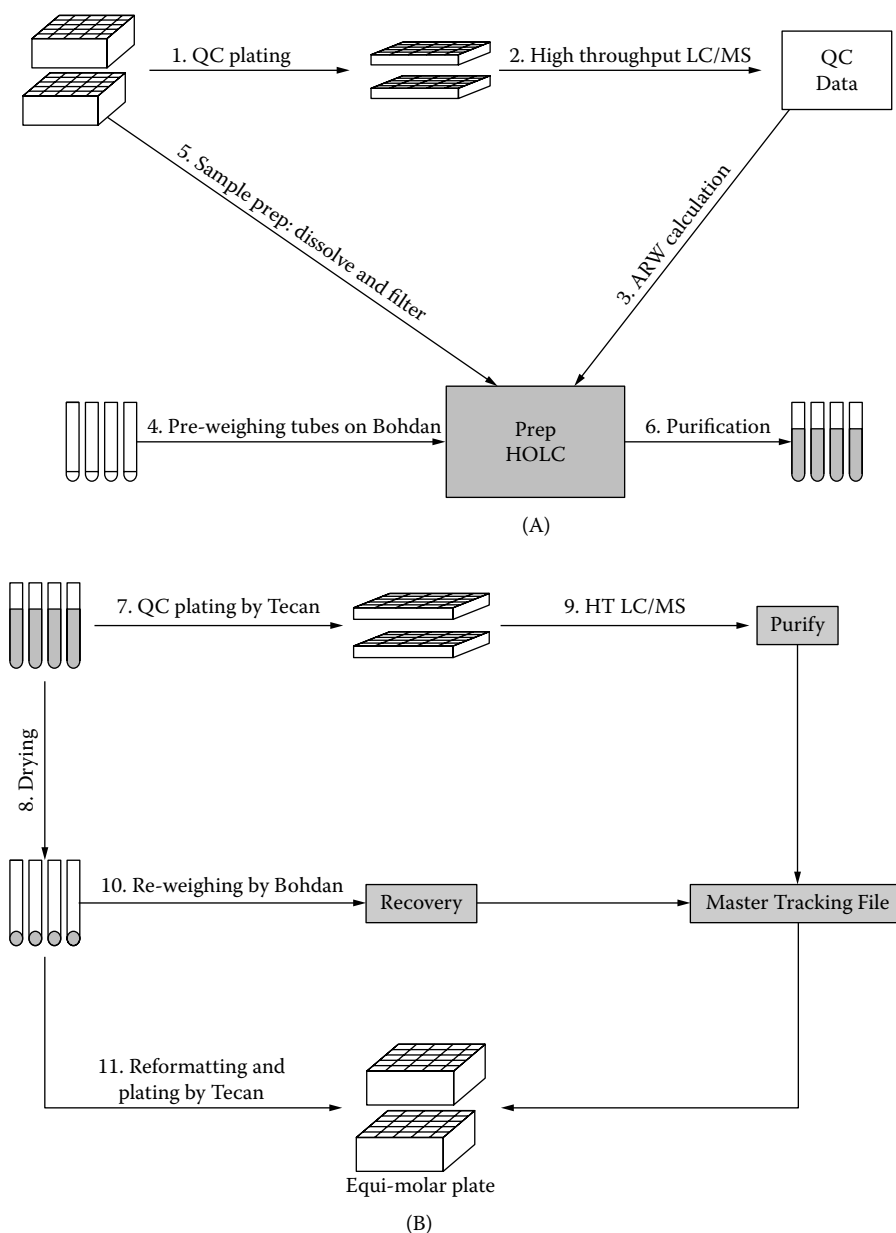 1. QC plating
2. High throughput LC/MS
QC
Data
5. Sample prep: dissolve and filter
3. ARW calculation
4. Pre-weighing tubes on Bohdan
Prep
HOLC
6. Purification
(A)
7. QC plating by Tecan
9. HT LC/MS
Purify
8. Drying
10. Re-weighing by Bohdan
Recovery
Master Tracking File
11. Reformatting and
plating by Tecan
Equi-molar plate
(B)